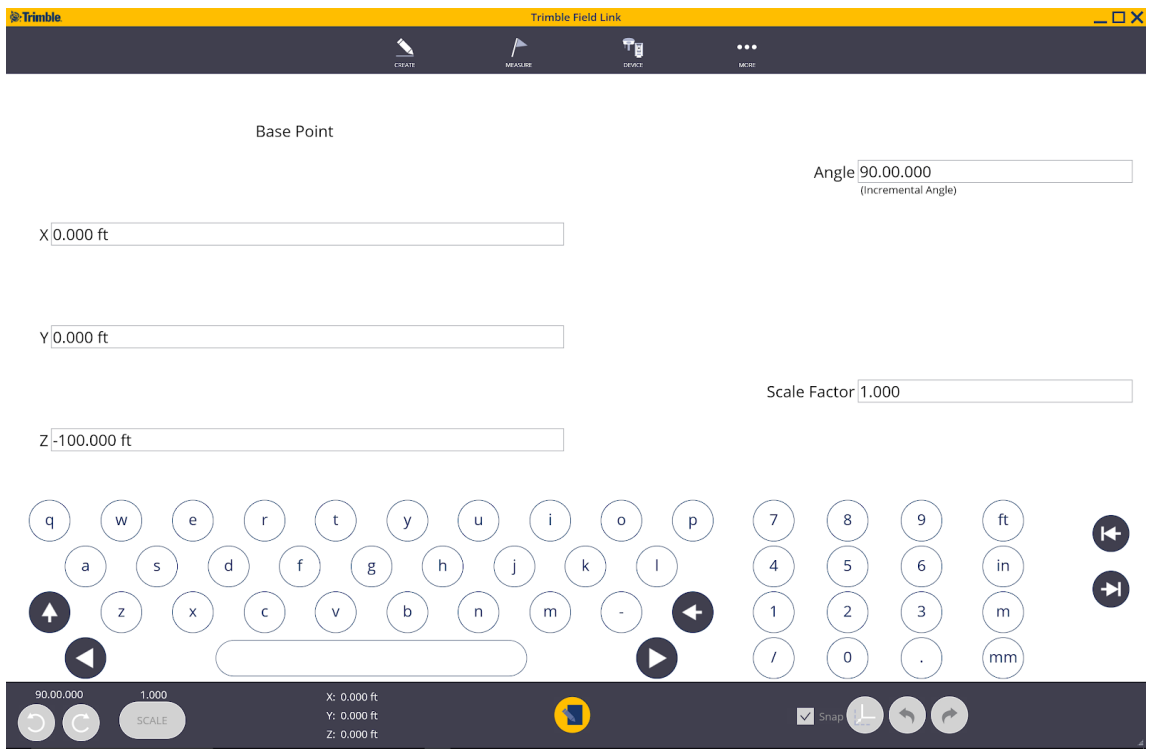 Trimble.
Trimble Field Link
CREATE
MEASURE
DEVICE
MORE
Base Point
Angle 90.00.000
(Incremental Angle)
X 0.000 ft
Y 0.000 ft
Scale Factor 1.000
Z -100.000 ft
q w e r t y u i o p 7 8 9 ft
a s d f g h j k l 4 5 6 in
z x c v b n m - 1 2 3 m
/ 0 . mm
90.00.000
1.000
SCALE
X: 0.000 ft
Y: 0.000 ft
Z: 0.000 ft
Snap